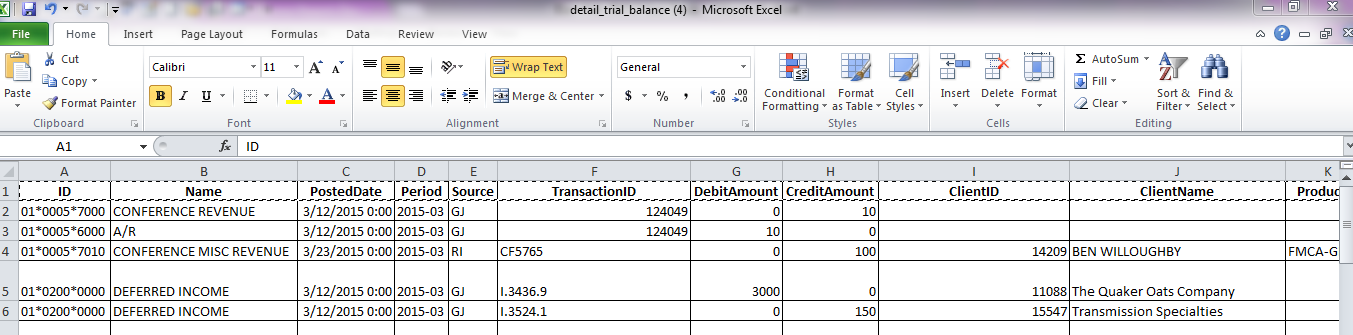 detail_trial_balance (4) - Microsoft Excel
File Home Insert Page Layout Formulas Data Review View
Paste
Cut
Copy
Format Painter
Clipboard
Calibri 11 A A
B I U A
Font
Wrap Text
Merge & Center
Alignment
General
$ % , .0 .00 .00 .0
Number
Conditional Formatting
Format as Table
Cell Styles
Styles
Insert Delete Format
Cells
Σ AutoSum
Fill
Clear
Sort & Filter
Find & Select
Editing
A1 fx ID
A B C D E F G H I J K
1 ID Name PostedDate Period Source TransactionID DebitAmount CreditAmount ClientID ClientName Produc
2 01*0005*7000 CONFERENCE REVENUE 3/12/2015 0:00 2015-03 GJ 124049 0 10
3 01*0005*6000 A/R 3/12/2015 0:00 2015-03 GJ 124049 10 0
4 01*0005*7010 CONFERENCE MISC REVENUE 3/23/2015 0:00 2015-03 RI CF5765 0 100 14209 BEN WILLOUGHBY FMCA-G
5 01*0200*0000 DEFERRED INCOME 3/12/2015 0:00 2015-03 GJ I.3436.9 3000 0 11088 The Quaker Oats Company
6 01*0200*0000 DEFERRED INCOME 3/12/2015 0:00 2015-03 GJ I.3524.1 0 150 15547 Transmission Specialties